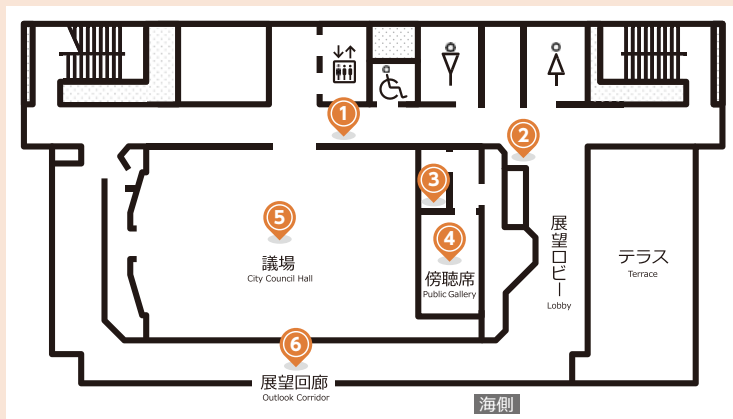 1
2
3
4
5
6
議場
City Council Hall
傍聴席
Public Gallery
展望ロビー
Lobby
テラス
Terrace
展望回廊
Outlook Corridor
海側